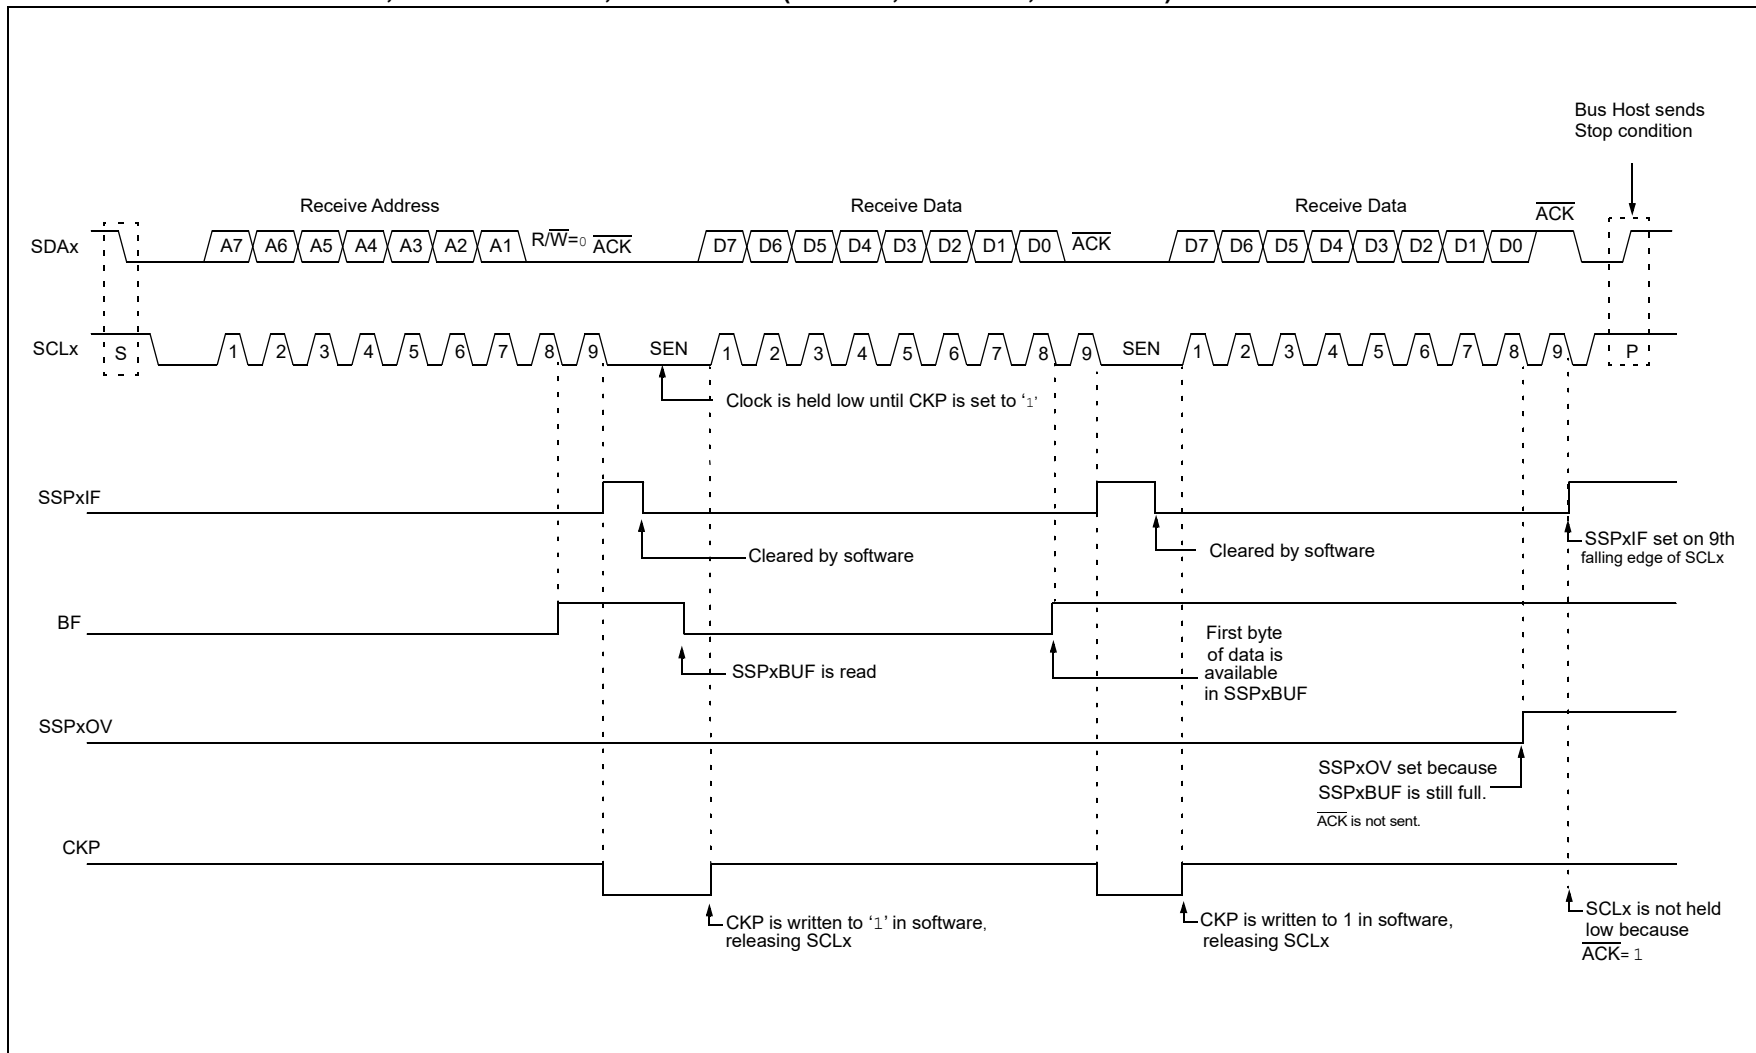 Bus Host sends
Stop condition
Receive Address
Receive Data
Receive Data
ACK
SDAx
A7 A6 A5 A4 A3 A2 A1 R/W=0 ACK
D7 D6 D5 D4 D3 D2 D1 D0 ACK
D7 D6 D5 D4 D3 D2 D1 D0
SCLx
S
1 2 3 4 5 6 7 8 9 SEN
1 2 3 4 5 6 7 8 9 SEN
1 2 3 4 5 6 7 8 9
P
Clock is held low until CKP is set to ‘1’
SSPxIF
Cleared by software
Cleared by software
SSPxIF set on 9th
falling edge of SCLx
BF
SSPxBUF is read
First byte
of data is
available
in SSPxBUF
SSPxOV
SSPxOV set because
SSPxBUF is still full.
ACK is not sent.
CKP
CKP is written to ‘1’ in software,
releasing SCLx
CKP is written to 1 in software,
releasing SCLx
SCLx is not held
low because
ACK= 1